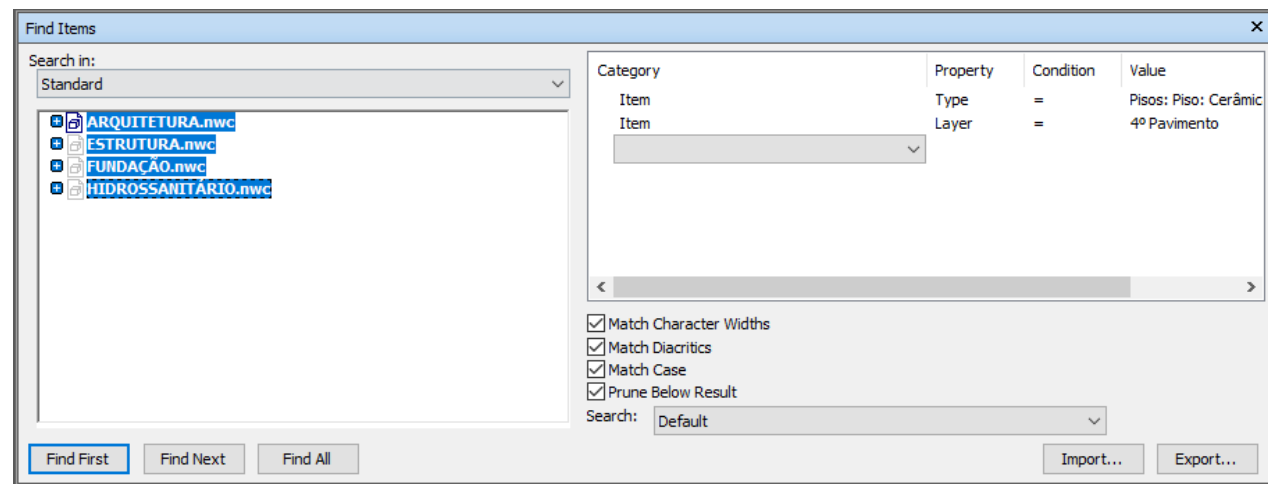 Find Items
Search in:
Standard
ARQUITETURA.nwc
ESTRUTURA.nwc
FUNDAÇÃO.nwc
HIDROSSANITÁRIO.nwc
Category Property Condition Value
Item Type = Pisos: Piso: Cerâmic
Item Layer = 4º Pavimento
Match Character Widths
Match Diacritics
Match Case
Prune Below Result
Search: Default
Find First Find Next Find All Import... Export...